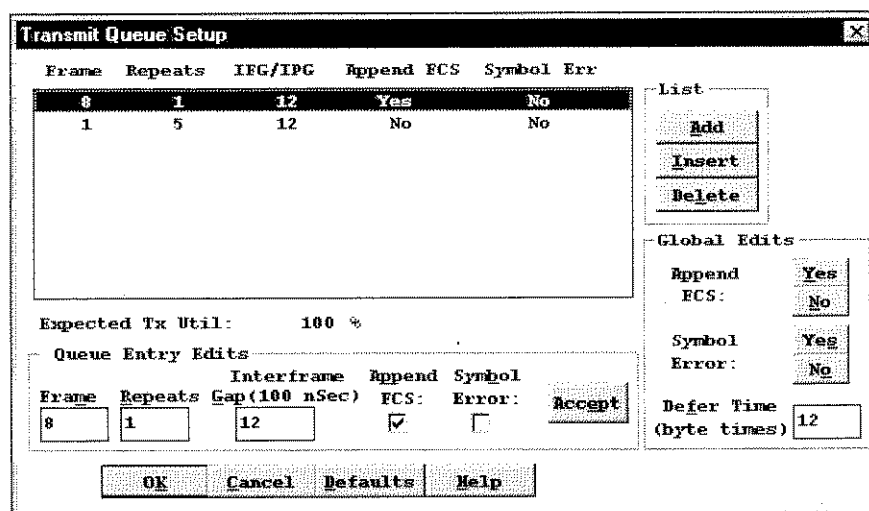 Transmit Queue Setup
Frame Repeats IFG/IPG Append FCS Symbol Err
8 1 12 Yes No
1 5 12 No No
List
Add
Insert
Delete
Global Edits
Append FCS:
Yes
No
Symbol Error:
Yes
No
Defer Time (byte times) 12
Expected Tx Util: 100 %
Queue Entry Edits
Frame Repeats Interframe Gap(100 nSec) Append FCS: Symbol Error:
8 1 12
Accept
OK Cancel Defaults Help